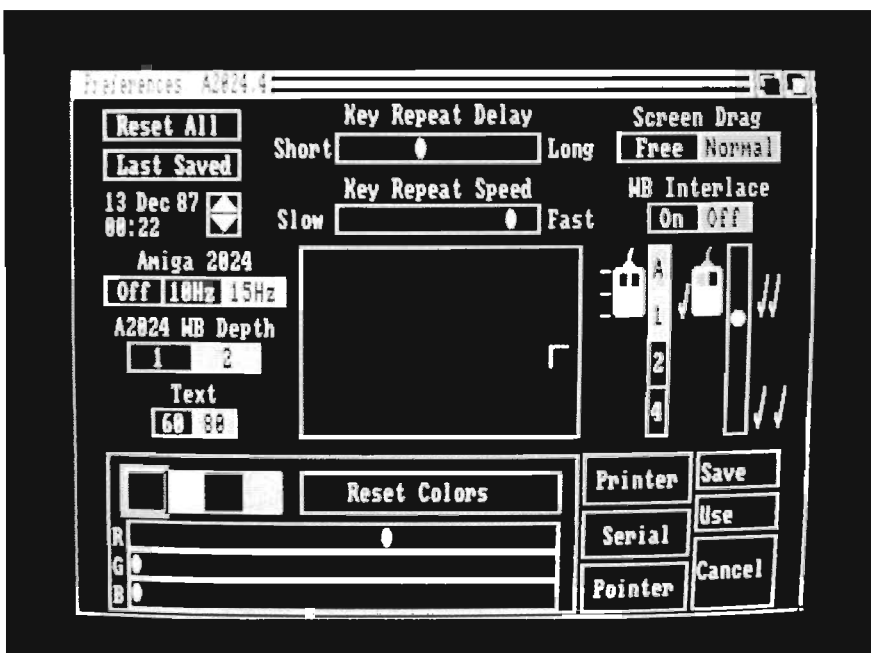 Preferences A2024.4
Reset All
Last Saved
13 Dec 87
00:22
Key Repeat Delay
Short Long
Key Repeat Speed
Slow Fast
Screen Drag
Free Normal
WB Interlace
On Off
Amiga 2024
Off 10Hz 15Hz
A2024 WB Depth
1 2
Text
60 80
A
1
2
4
Reset Colors
R
G
B
Printer
Serial
Pointer
Save
Use
Cancel